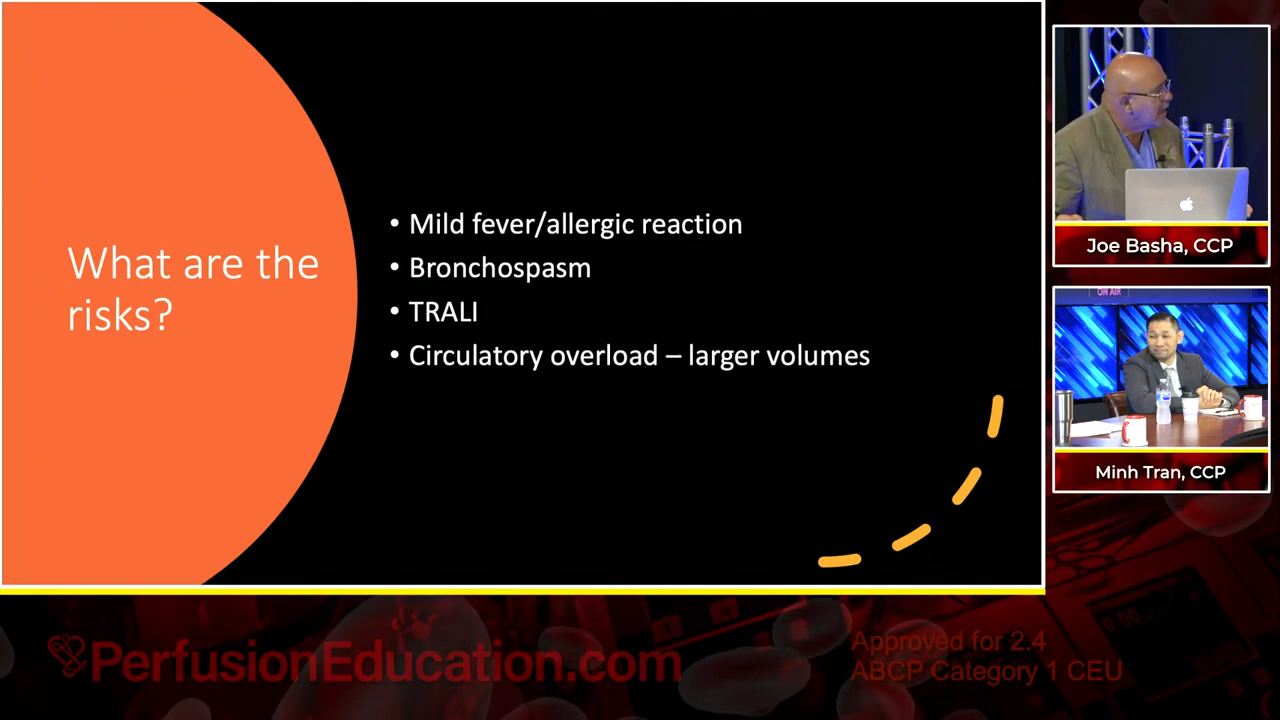 What are the
risks?
• Mild fever/allergic reaction
• Bronchospasm
• TRALI
• Circulatory overload – larger volumes
Joe Basha, CCP
ON AIR
Minh Tran, CCP
PerfusionEducation.com
Approved for 2.4
ABCP Category 1 CEU